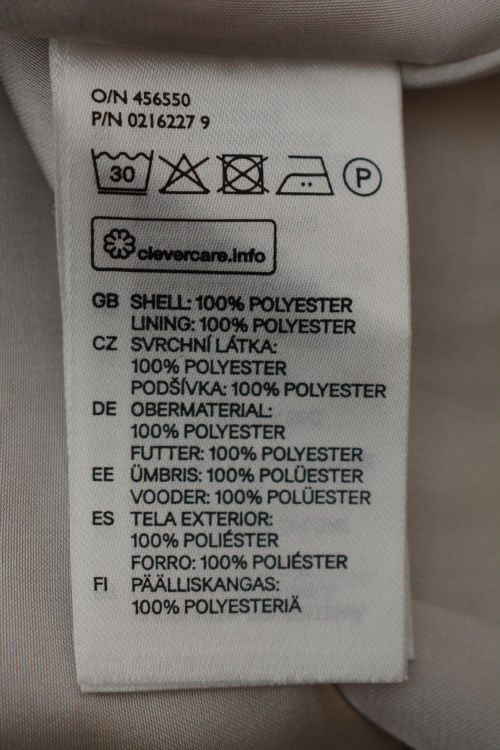 O/N 456550
P/N 0216227 9
30 P
clevercare.info
GB SHELL: 100% POLYESTER
LINING: 100% POLYESTER
CZ SVRCHNÍ LÁTKA:
100% POLYESTER
PODŠÍVKA: 100% POLYESTER
DE OBERMATERIAL:
100% POLYESTER
FUTTER: 100% POLYESTER
EE ÜMBRIS: 100% POLÜESTER
VOODER: 100% POLÜESTER
ES TELA EXTERIOR:
100% POLIÉSTER
FORRO: 100% POLIÉSTER
FI PÄÄLLISKANGAS:
100% POLYESTERIÄ